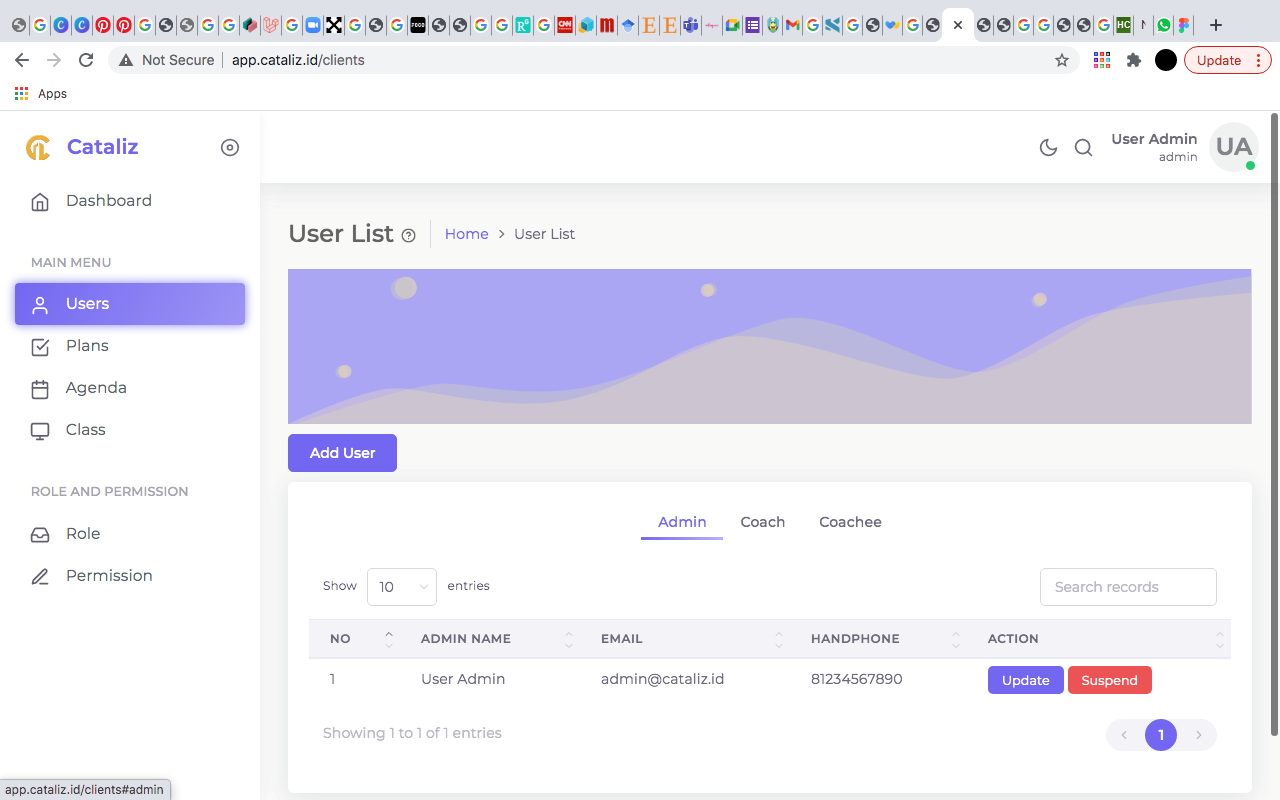 Not Secure
app.cataliz.id/clients
Update
Apps
Cataliz
User Admin
admin
UA
Dashboard
MAIN MENU
Users
Plans
Agenda
Class
ROLE AND PERMISSION
Role
Permission
User List
Home > User List
Add User
Admin Coach Coachee
Show 10 entries
Search records
NO ADMIN NAME EMAIL HANDPHONE ACTION
1 User Admin admin@cataliz.id 81234567890 Update Suspend
Showing 1 to 1 of 1 entries
1
app.cataliz.id/clients#admin